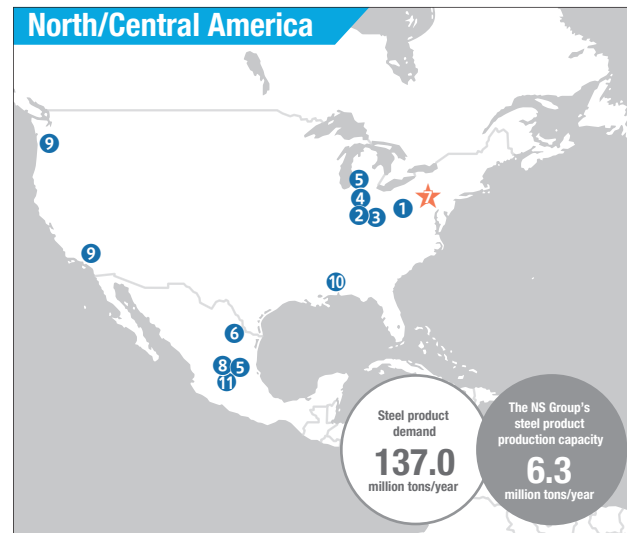 North/Central America
9
5
4
7
1
2
3
9
10
6
8
5
11
Steel product
demand
137.0
million tons/year
The NS Group's
steel product
production capacity
6.3
million tons/year